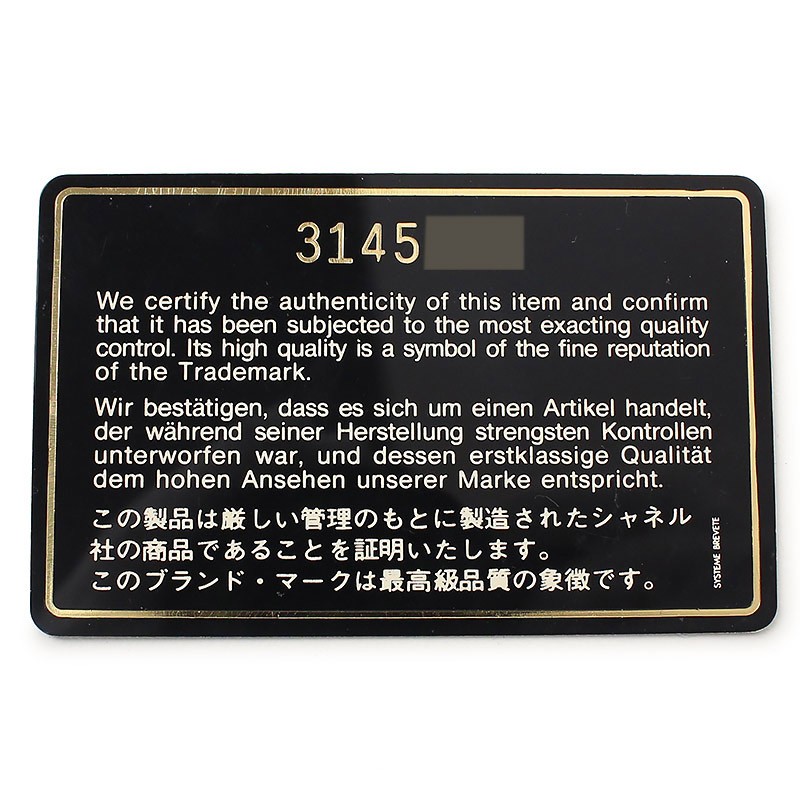 3145
We certify the authenticity of this item and confirm
that it has been subjected to the most exacting quality
control. Its high quality is a symbol of the fine reputation
of the Trademark.
Wir bestätigen, dass es sich um einen Artikel handelt,
der während seiner Herstellung strengsten Kontrollen
unterworfen war, und dessen erstklassige Qualität
dem hohen Ansehen unserer Marke entspricht.
この製品は厳しい管理のもとに製造されたシャネル
社の商品であることを証明いたします。
このブランド・マークは最高級品質の象徴です。
SYSTEME BREVETE